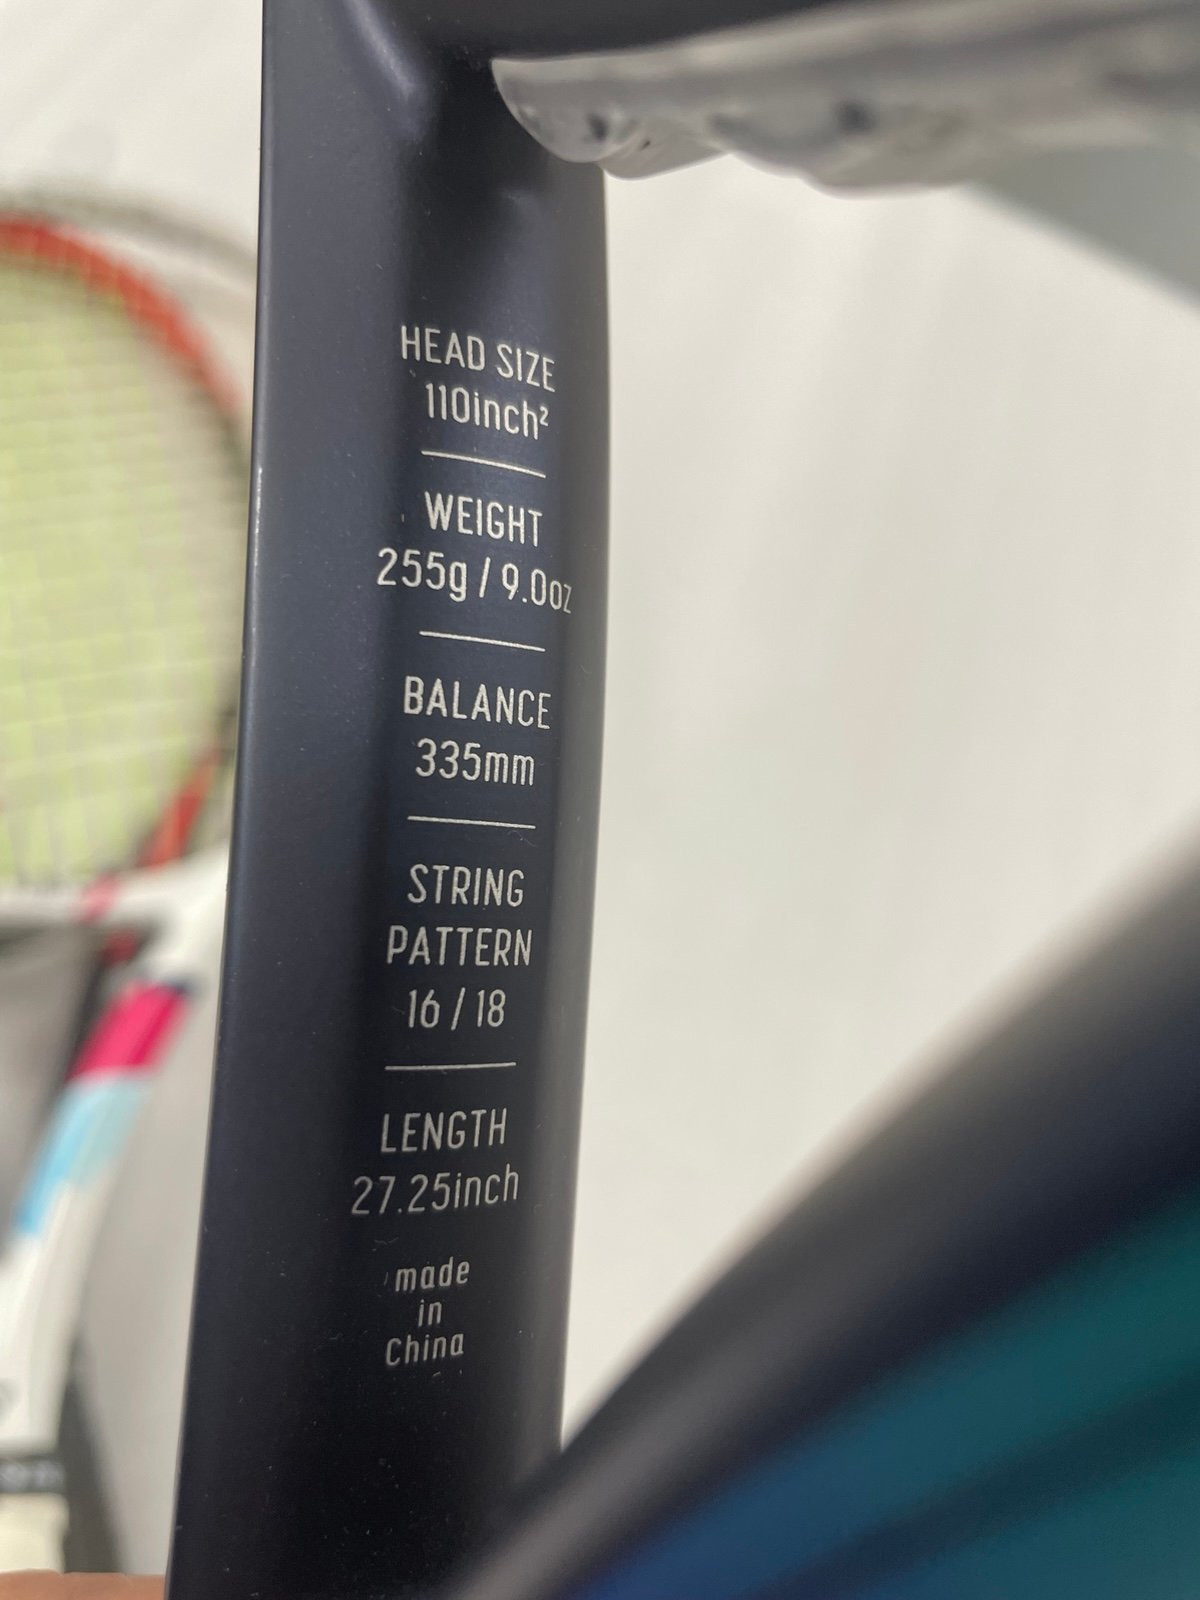 HEAD SIZE
110inch²
WEIGHT
255g / 9.0oz
BALANCE
335mm
STRING
PATTERN
16 / 18
LENGTH
27.25inch
made
in
China